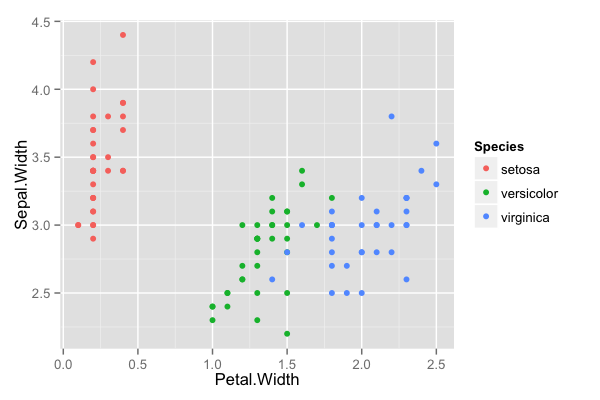 4.5
4.0
3.5
3.0
2.5
Sepal.Width
0.0 0.5 1.0 1.5 2.0 2.5
Petal.Width
Species
setosa
versicolor
virginica